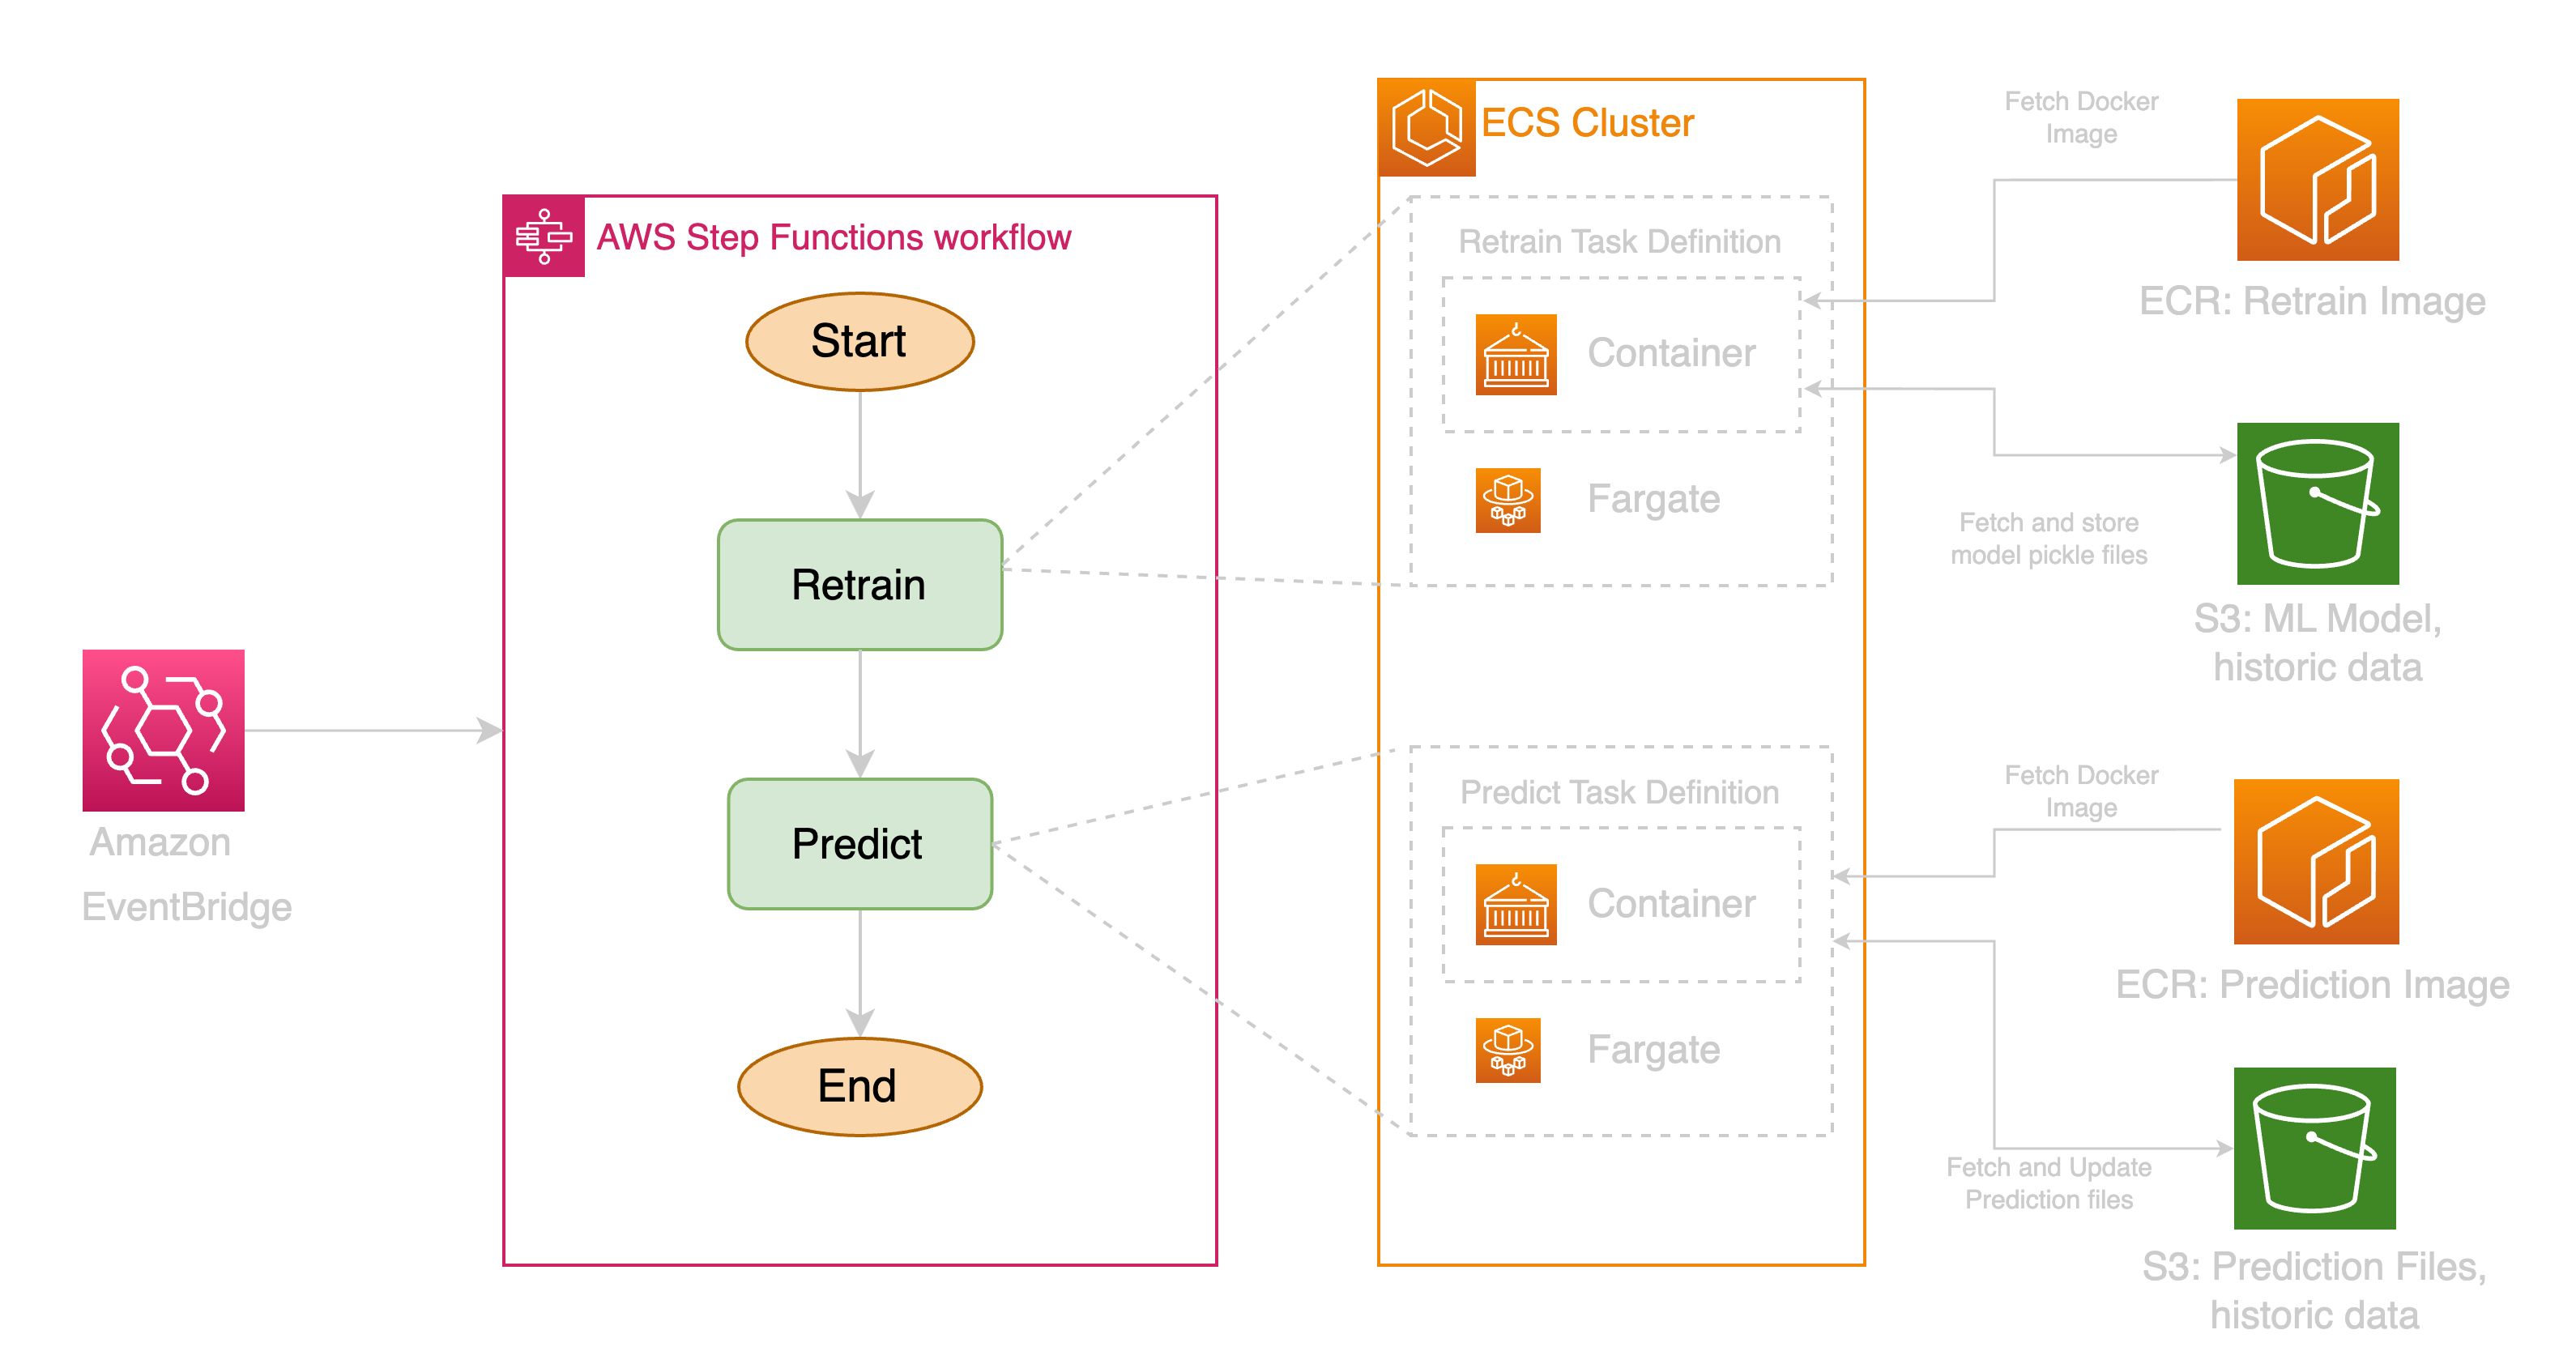 Amazon
EventBridge
AWS Step Functions workflow
Start
Retrain
Predict
End
ECS Cluster
Retrain Task Definition
Container
Fargate
Predict Task Definition
Container
Fargate
Fetch Docker
Image
ECR: Retrain Image
Fetch and store
model pickle files
S3: ML Model,
historic data
Fetch Docker
Image
ECR: Prediction Image
Fetch and Update
Prediction files
S3: Prediction Files,
historic data